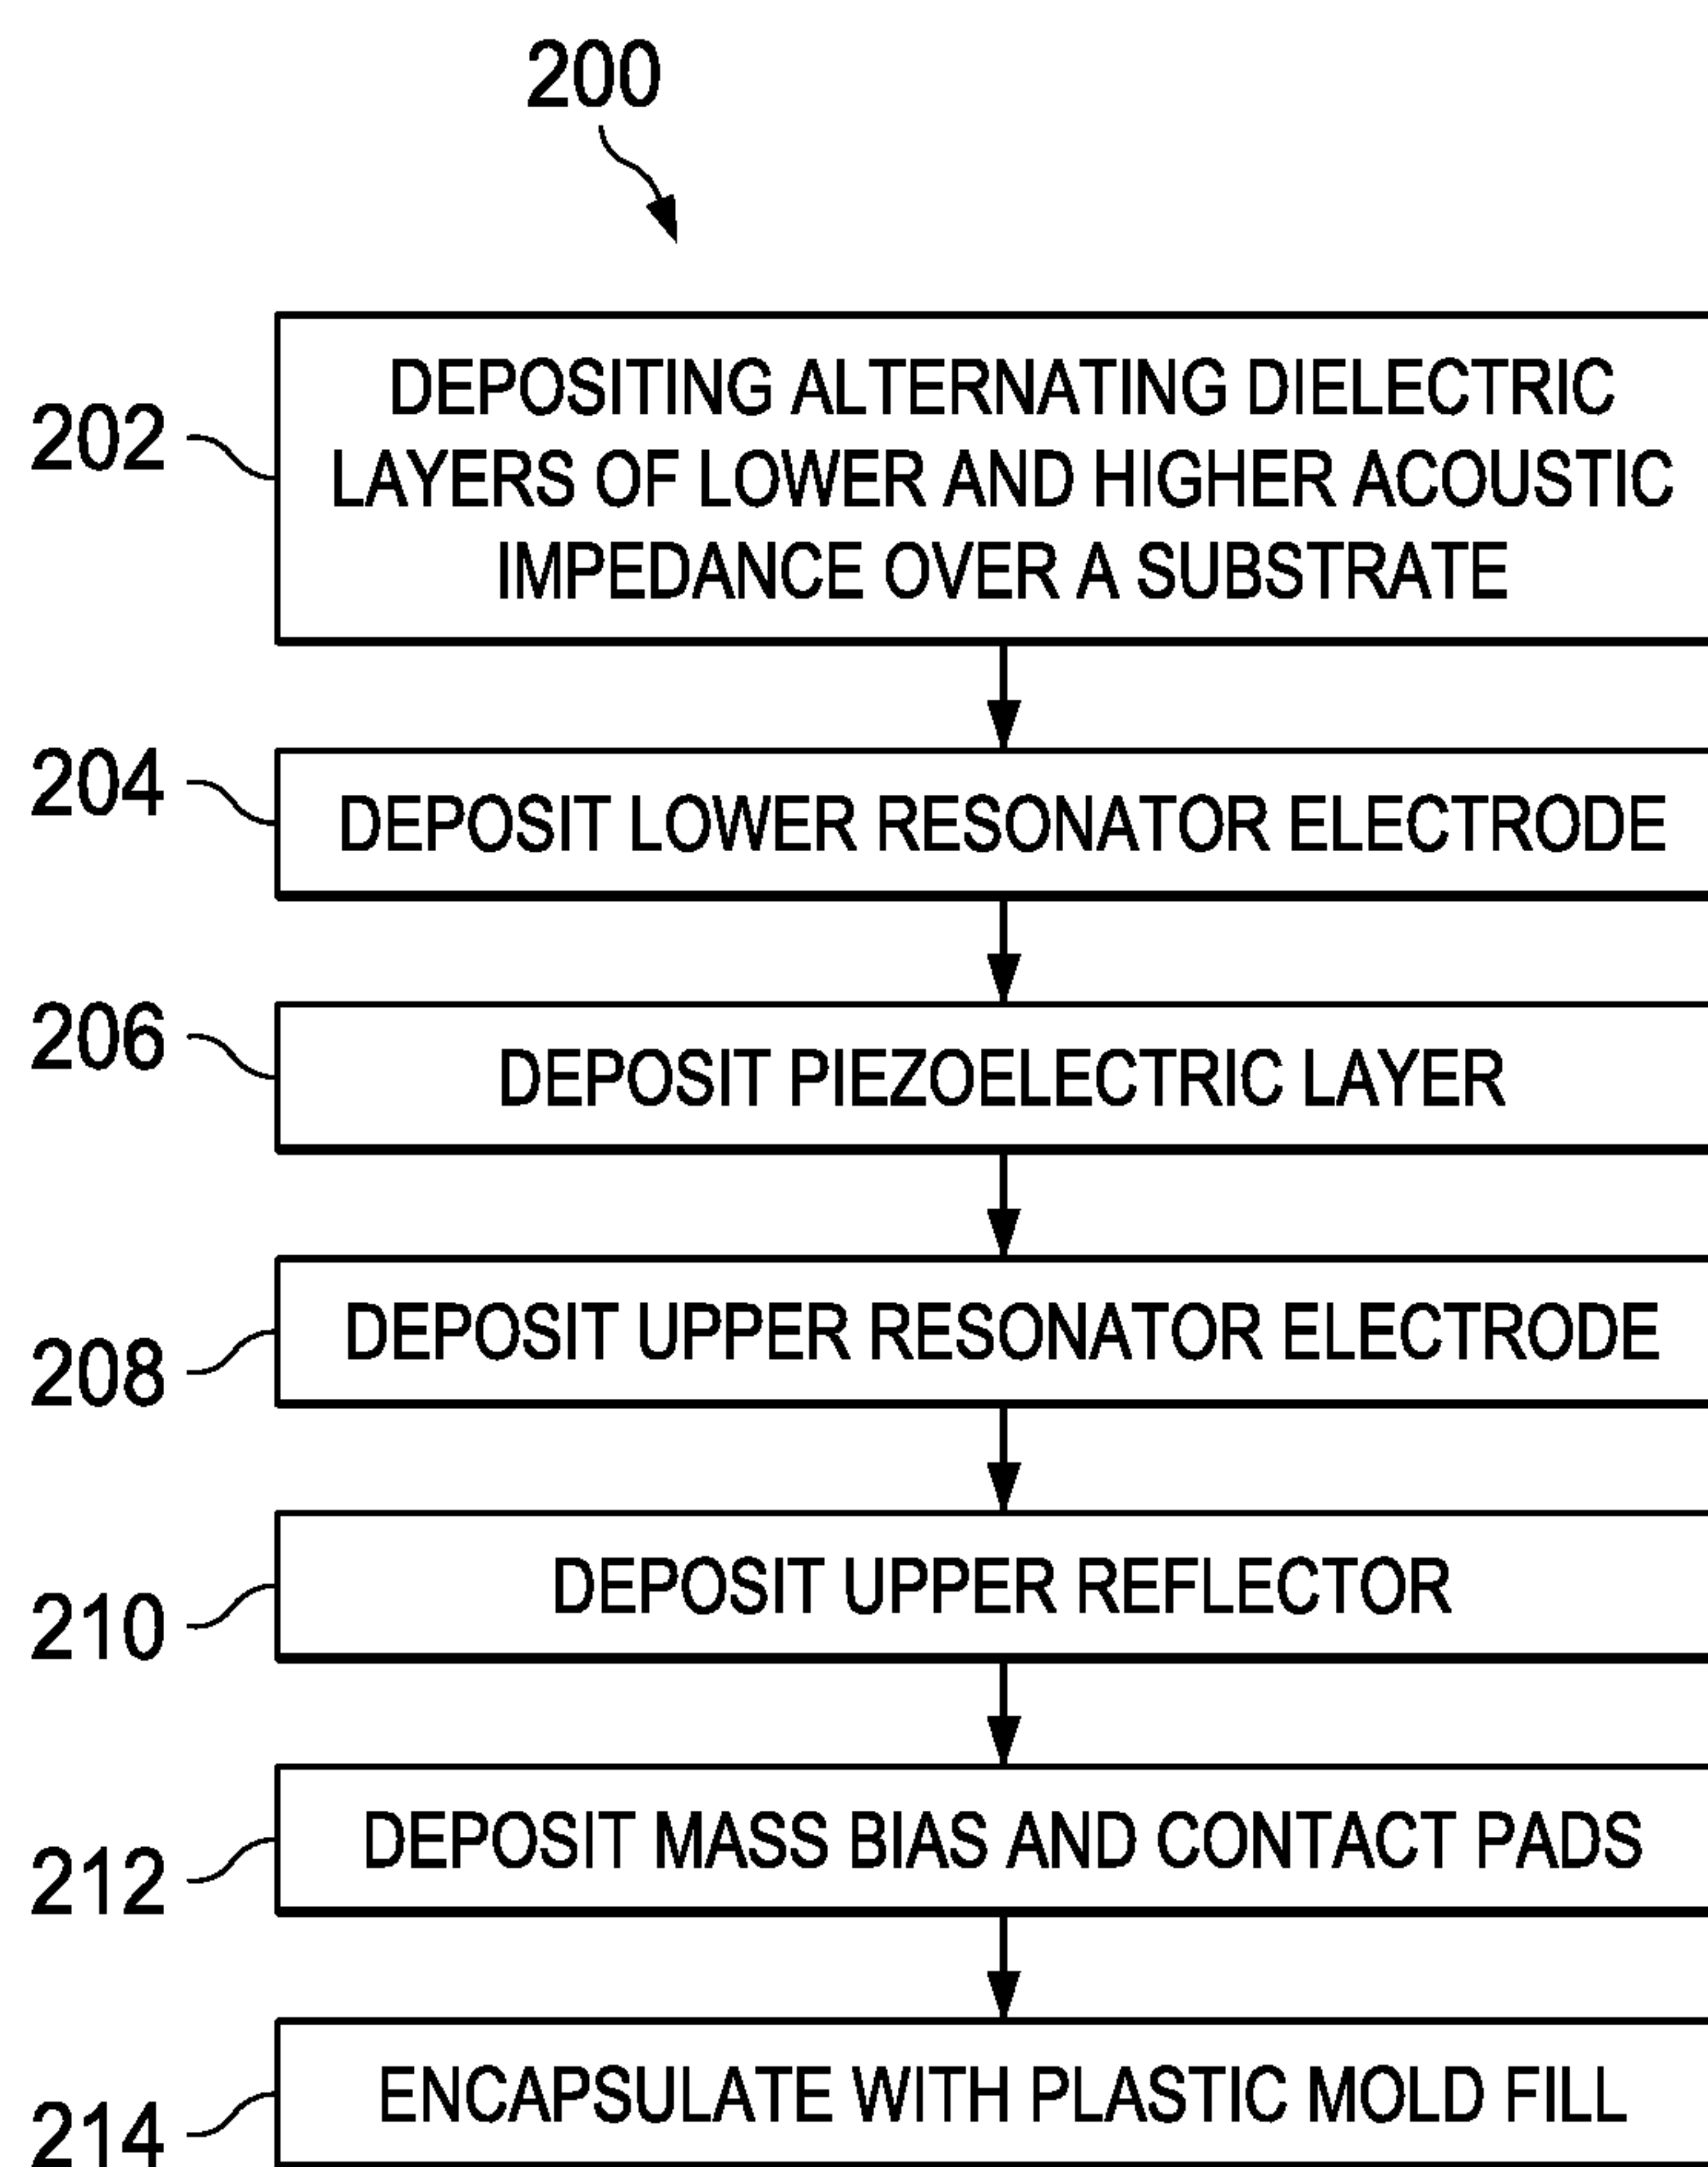 200
202
DEPOSITING ALTERNATING DIELECTRIC
LAYERS OF LOWER AND HIGHER ACOUSTIC
IMPEDANCE OVER A SUBSTRATE
204
DEPOSIT LOWER RESONATOR ELECTRODE
206
DEPOSIT PIEZOELECTRIC LAYER
208
DEPOSIT UPPER RESONATOR ELECTRODE
210
DEPOSIT UPPER REFLECTOR
212
DEPOSIT MASS BIAS AND CONTACT PADS
214
ENCAPSULATE WITH PLASTIC MOLD FILL